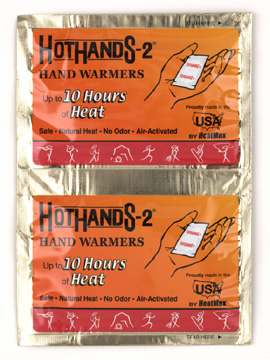 HOTHANDS-2
HAND WARMERS
Up to 10 Hours
of Heat
Safe • Natural Heat • No Odor • Air-Activated
Proudly made in the
USA
BY HeatMax
HOTHANDS-2
HAND WARMERS
Up to 10 Hours
of Heat
Safe • Natural Heat • No Odor • Air-Activated
Proudly made in the
USA
BY HeatMax
TEAR HERE